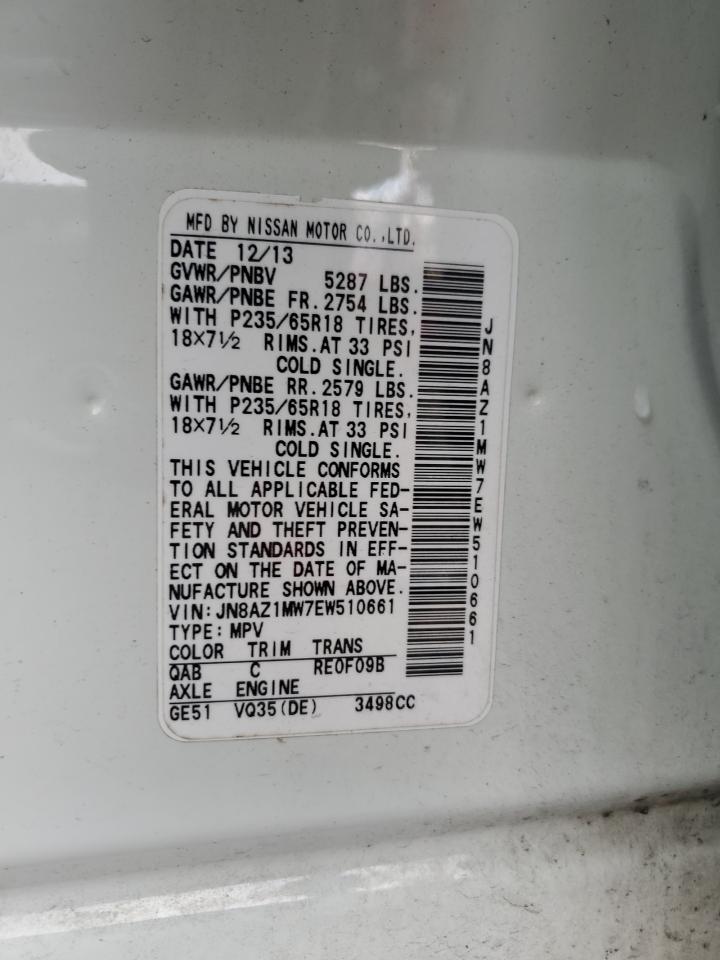 MFD BY NISSAN MOTOR CO.,LTD.
DATE 12/13
GVWR/PNBV 5287 LBS.
GAWR/PNBE FR.2754 LBS.
WITH P235/65R18 TIRES,
18×7½ RIMS.AT 33 PSI
COLD SINGLE.
GAWR/PNBE RR.2579 LBS.
WITH P235/65R18 TIRES,
18×7½ RIMS.AT 33 PSI
COLD SINGLE.
THIS VEHICLE CONFORMS
TO ALL APPLICABLE FED-
ERAL MOTOR VEHICLE SA-
FETY AND THEFT PREVEN-
TION STANDARDS IN EFF-
ECT ON THE DATE OF MA-
NUFACTURE SHOWN ABOVE.
VIN:JN8AZ1MW7EW510661
TYPE:MPV
COLOR TRIM TRANS
QAB C RE0F09B
AXLE ENGINE
GE51 VQ35(DE) 3498CC
JN8AZ1MW7EW510661